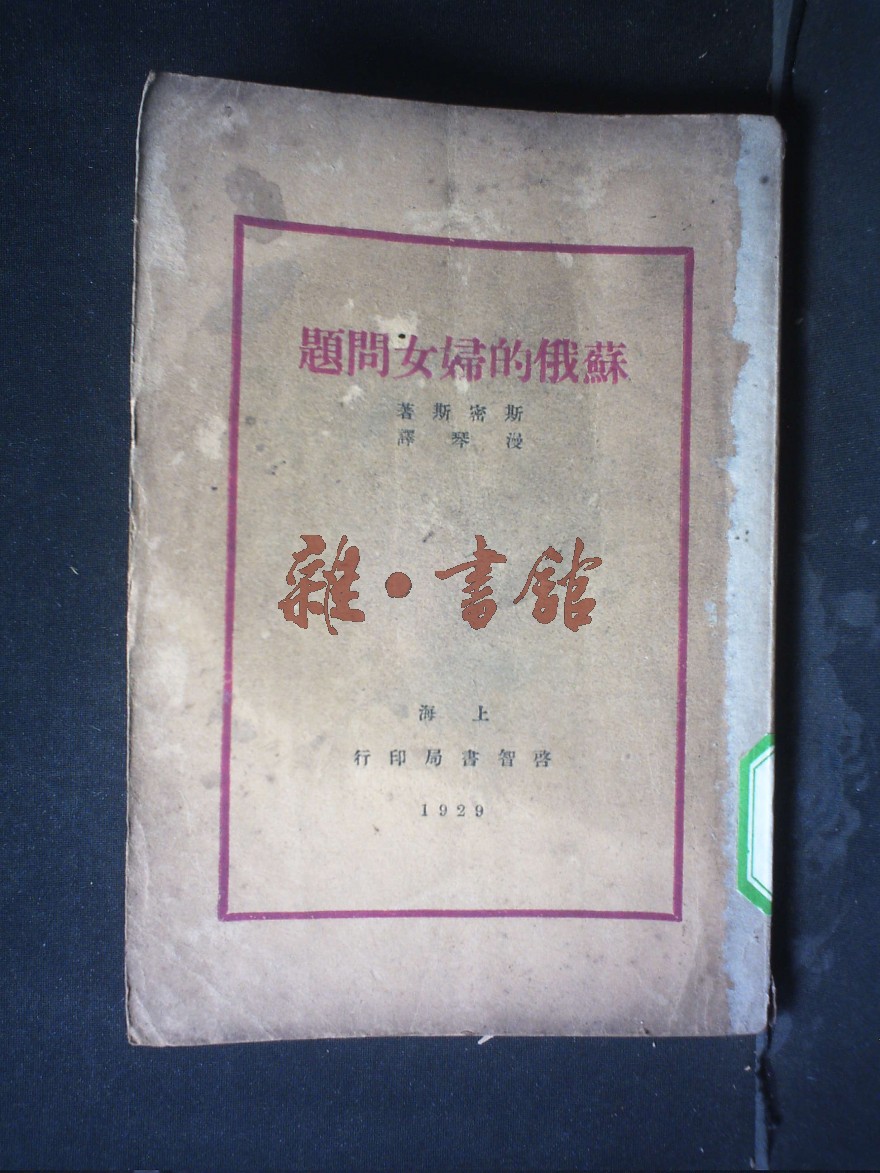 蘇俄的婦女問題
斯密斯著
漫琴譯
雜·書館
上海
啓智書局印行
1929